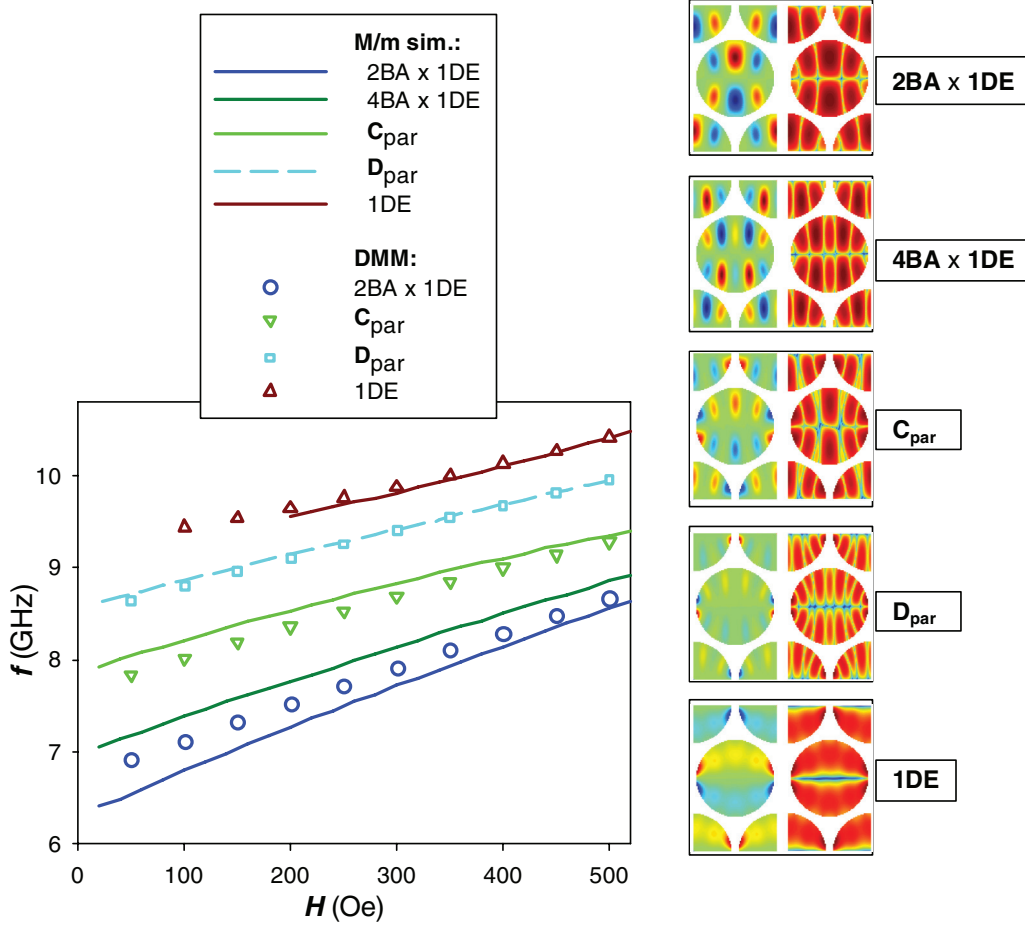 M/m sim.:
2BA x 1DE
4BA x 1DE
Cpar
Dpar
1DE
DMM:
2BA x 1DE
Cpar
Dpar
1DE
f (GHz)
10
9
8
7
6
0
100
200
300
400
500
H (Oe)
2BA x 1DE
4BA x 1DE
Cpar
Dpar
1DE